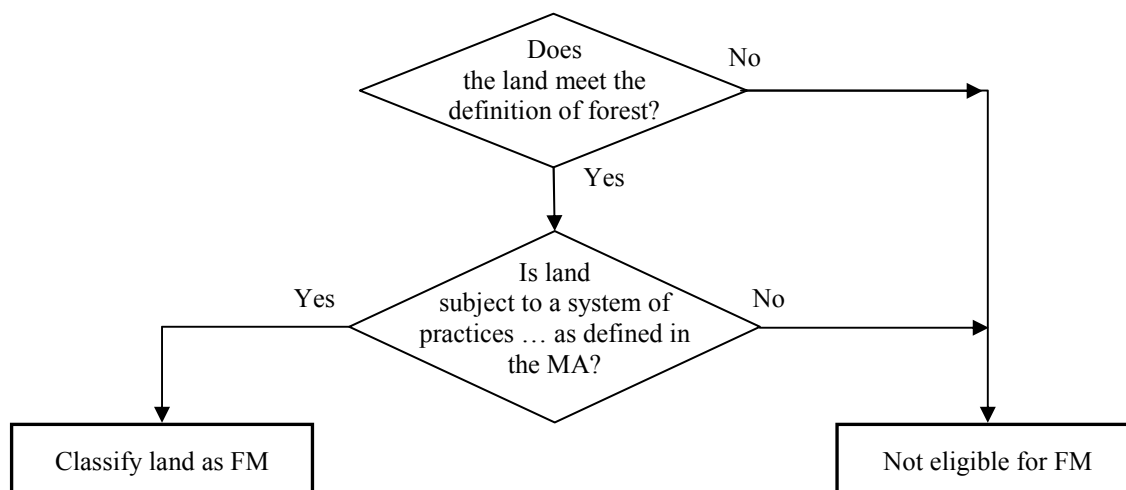 Does
the land meet the
definition of forest?
No
Yes
Is land
subject to a system of
practices … as defined in
the MA?
Yes
No
Classify land as FM
Not eligible for FM